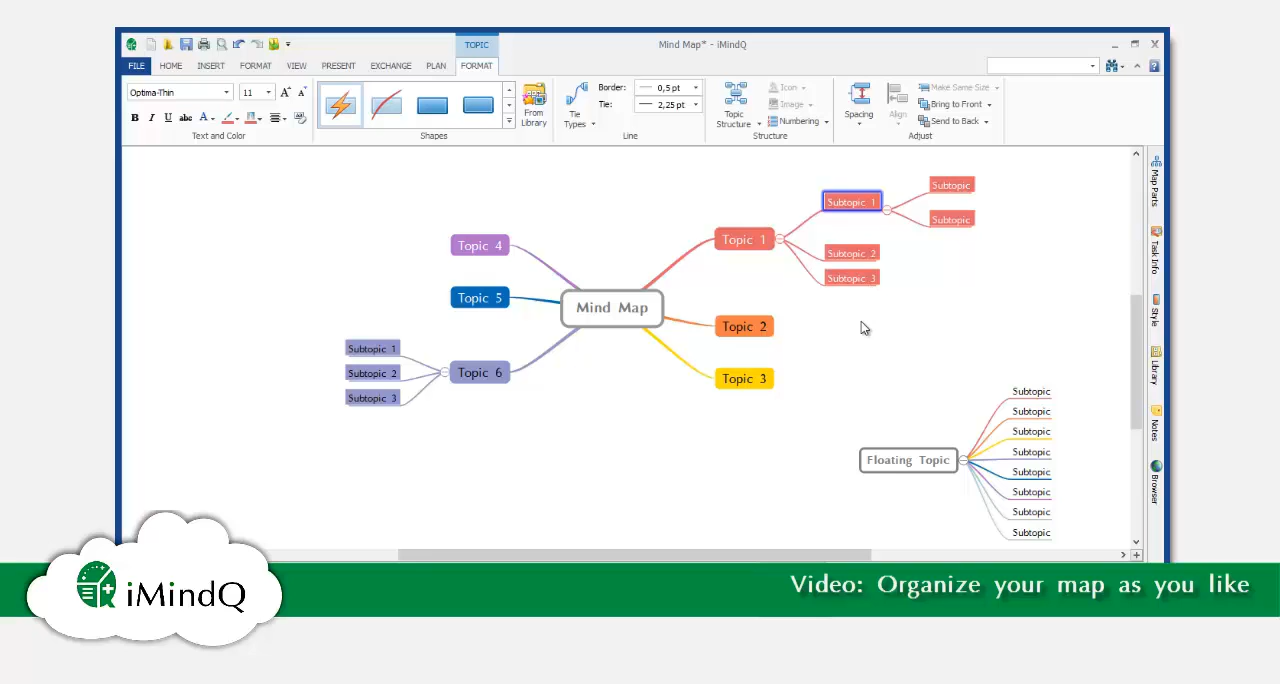 TOPIC
Mind Map* - iMindQ
FILE HOME INSERT FORMAT VIEW PRESENT EXCHANGE PLAN FORMAT
Optima-Thin 11 A A
B I U abc A
Text and Color
Shapes
From Library
Tie Types
Border: 0,5 pt
Tie: 2,25 pt
Line
Topic Structure
Icon
Image
Numbering
Structure
Spacing
Align
Make Same Size
Bring to Front
Send to Back
Adjust
Map Parts
Task Info
Style
Library
Notes
Browser
Mind Map
Topic 1
Subtopic 1
Subtopic
Subtopic
Subtopic 2
Subtopic 3
Topic 2
Topic 3
Topic 4
Topic 5
Topic 6
Subtopic 1
Subtopic 2
Subtopic 3
Floating Topic
Subtopic
Subtopic
Subtopic
Subtopic
Subtopic
Subtopic
Subtopic
Subtopic
iMindQ
Video: Organize your map as you like